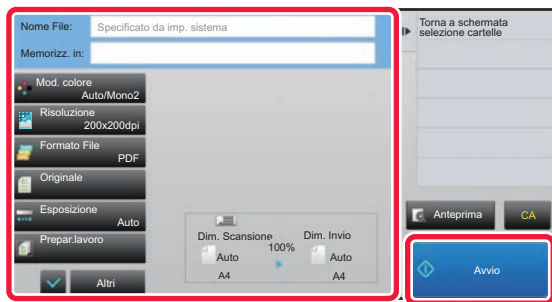 Nome File:
Specificato da imp. sistema
Memorizz. in:
Mod. colore
Auto/Mono2
Risoluzione
200x200dpi
Formato File
PDF
Originale
Esposizione
Auto
Prepar.lavoro
Altri
Dim. Scansione
100%
Dim. Invio
Auto
Auto
A4
A4
Torna a schermata
selezione cartelle
Anteprima
CA
Avvio